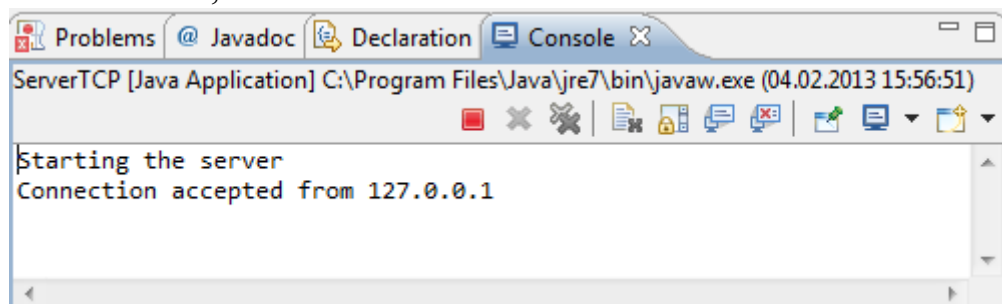 Problems @ Javadoc Declaration Console
ServerTCP [Java Application] C:\Program Files\Java\jre7\bin\javaw.exe (04.02.2013 15:56:51)
Starting the server
Connection accepted from 127.0.0.1